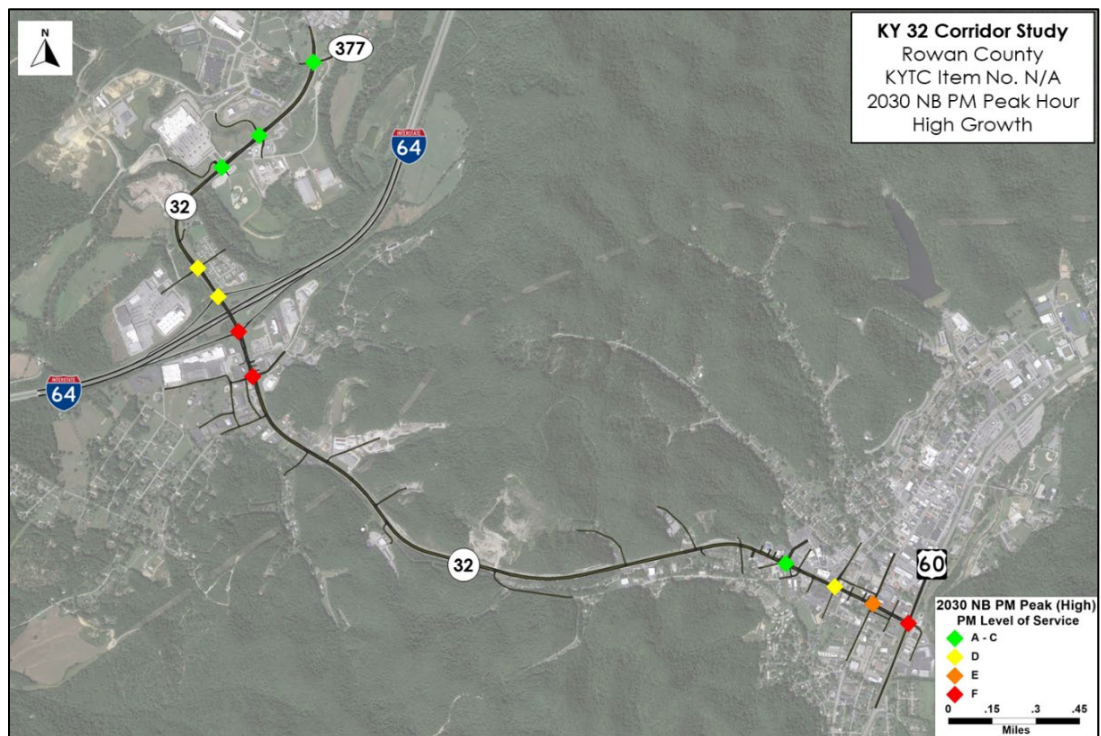 N
KY 32 Corridor Study
Rowan County
KYTC Item No. N/A
2030 NB PM Peak Hour
High Growth
377
INTERSTATE
64
32
INTERSTATE
64
32
60
2030 NB PM Peak (High)
PM Level of Service
A - C
D
E
F
0 .15 .3 .45
Miles